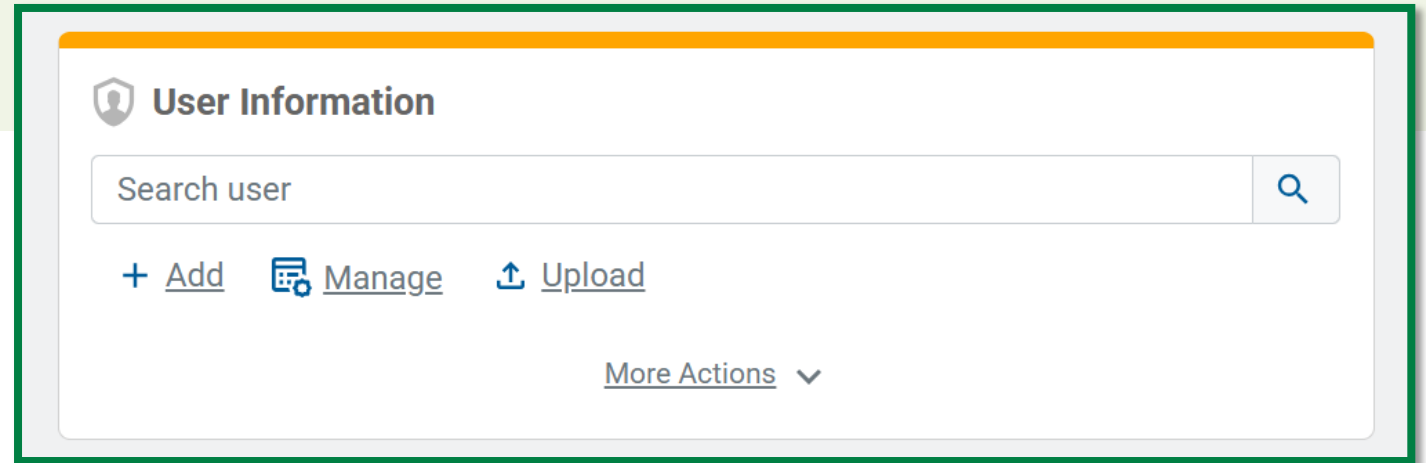 User Information
Search user
Add Manage Upload
More Actions